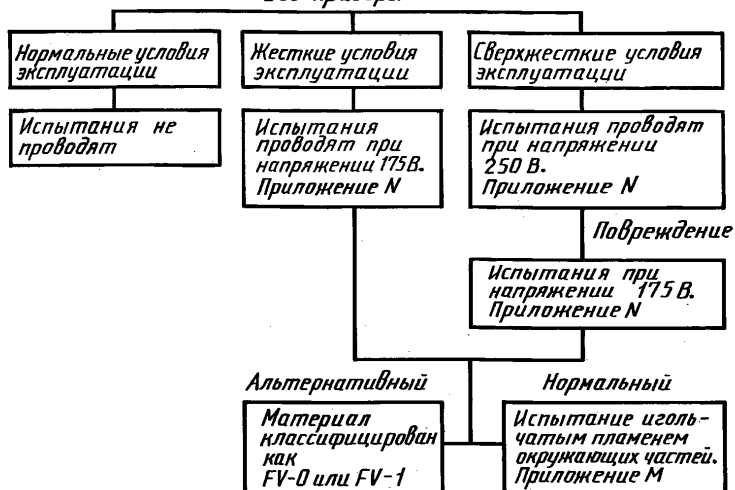 Нормальные условия
эксплуатации
Жесткие условия
эксплуатации
Сверхжесткие условия
эксплуатации
Испытания не
проводят
Испытания
проводят при
напряжении 175В.
Приложение N
Испытания проводят
при напряжении
250 В.
Приложение N
Повреждение
Испытания при
напряжении 175 В.
Приложение N
Альтернативный
Нормальный
Материал
классифицирован
как
FV-0 или FV-1
Испытание иголь-
чатым пламенем
окружающих частей.
Приложение М